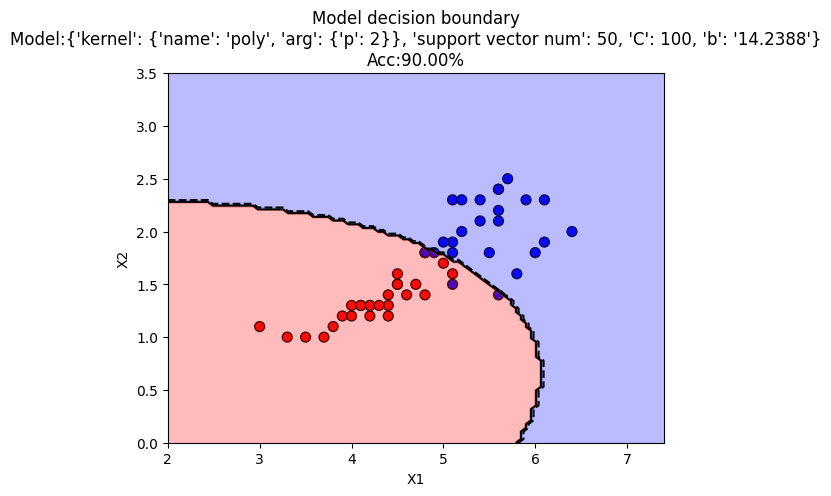 Model decision boundary
Model:{'kernel': {'name': 'poly', 'arg': {'p': 2}}, 'support vector num': 50, 'C': 100, 'b': '14.2388'}
Acc:90.00%
3.5
3.0
2.5
2.0
1.5
1.0
0.5
0.0
X2
2
3
4
5
6
7
X1